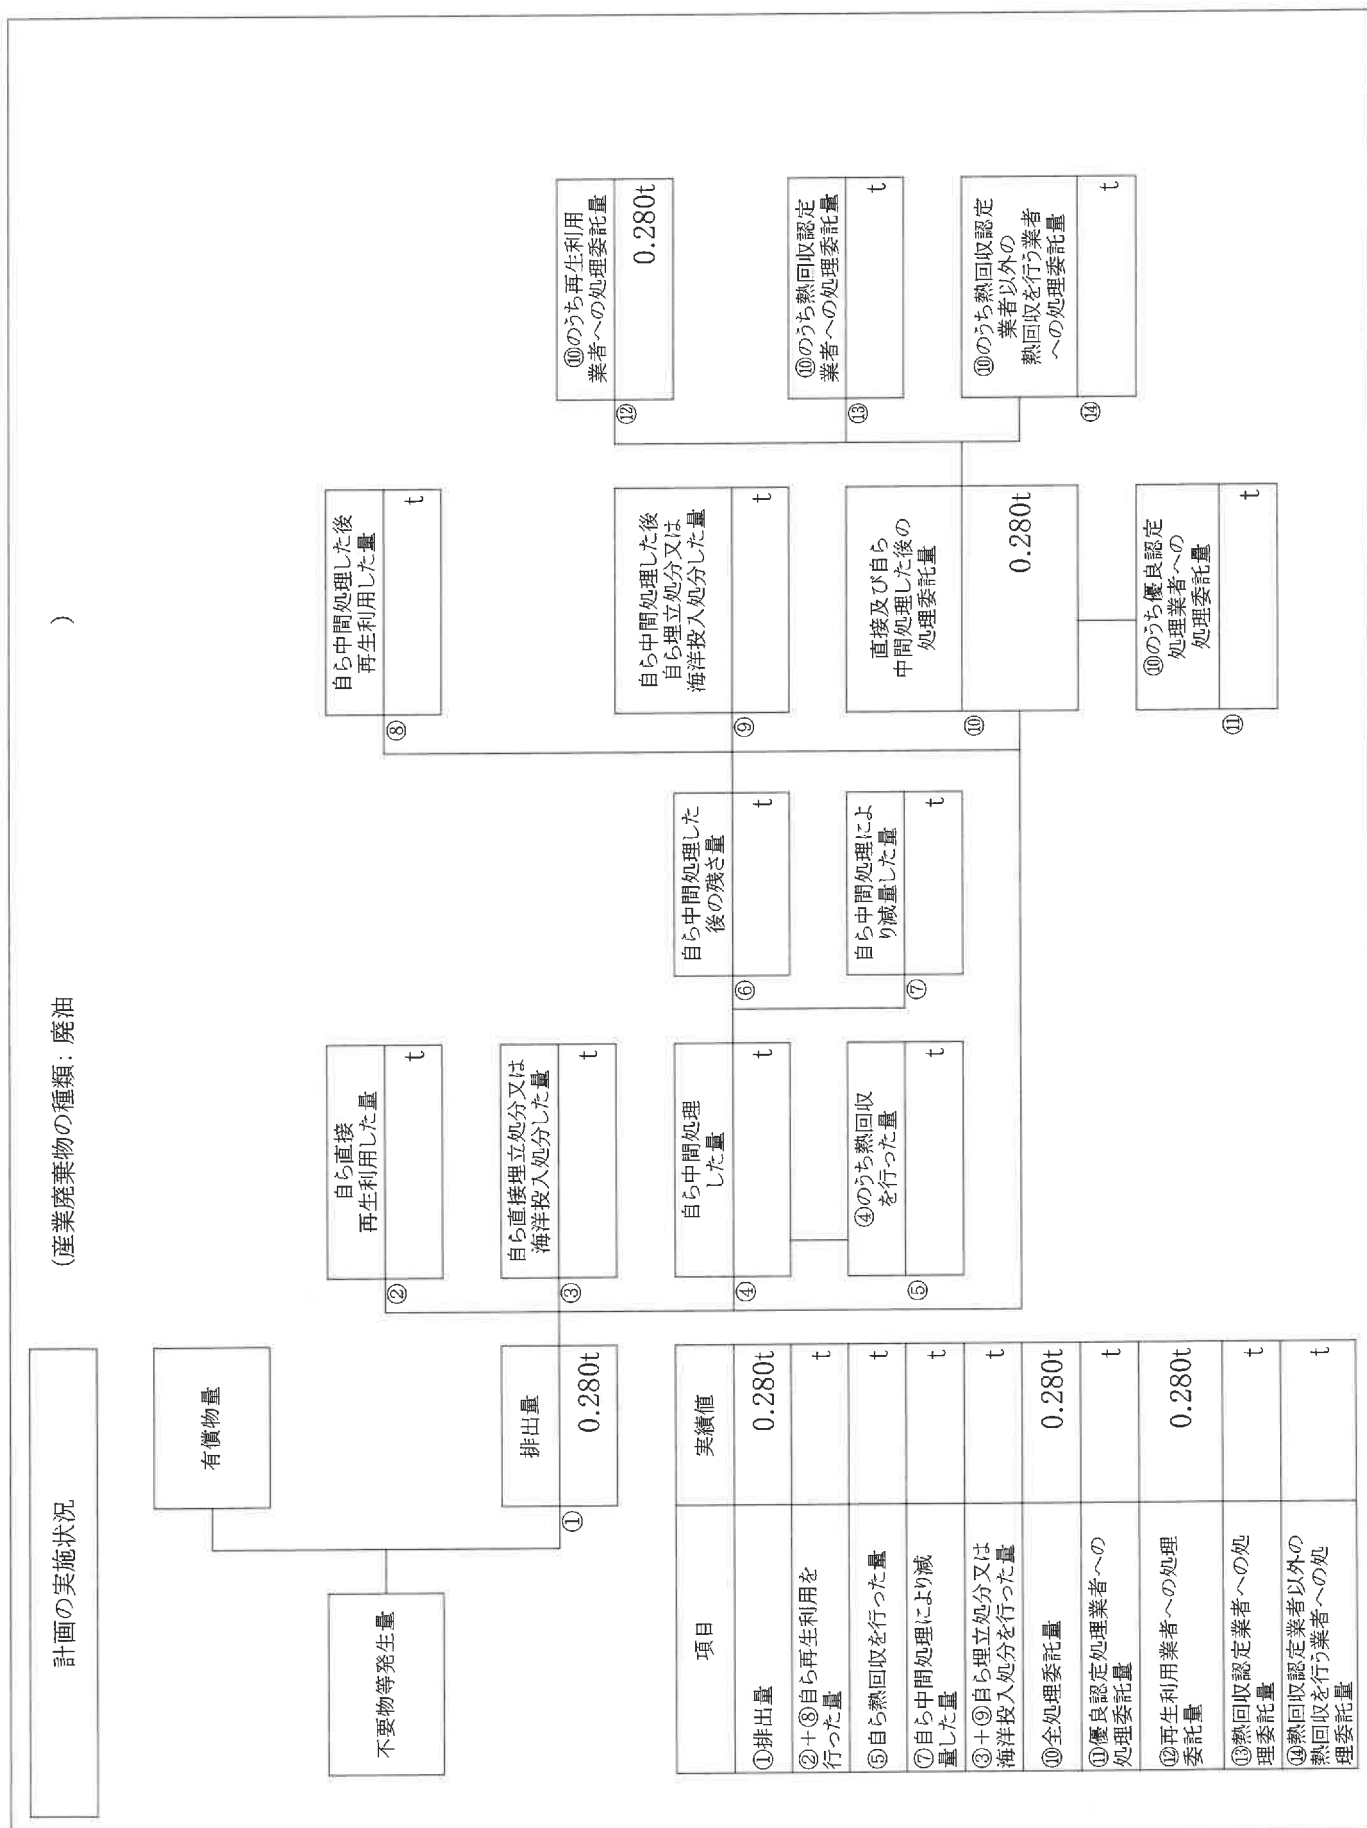 計画の実施状況
(産業廃棄物の種類: 廃油
)
不要物等発生量
有償物量
①
排出量
0.280t
②
自ら直接
再生利用した量
t
③
自ら直接埋立処分又は
海洋投入処分した量
t
④
自ら中間処理
した量
t
⑤
④のうち熱回収
を行った量
t
⑥
自ら中間処理した
後の残さ量
t
⑦
自ら中間処理によ
り減量した量
t
⑧
自ら中間処理した後
再生利用した量
t
⑨
自ら中間処理した後
自ら埋立処分又は
海洋投入処分した量
t
⑩
直接及び自ら
中間処理した後の
処理委託量
0.280t
⑪
⑩のうち優良認定
処理業者への
処理委託量
t
⑫
⑩のうち再生利用
業者への処理委託量
0.280t
⑬
⑩のうち熱回収認定
業者への処理委託量
t
⑭
⑩のうち熱回収認定
業者以外の
熱回収を行う業者
への処理委託量
t
項目 実績値
①排出量 0.280t
②+⑧自ら再生利用を
行った量 t
⑤自ら熱回収を行った量 t
⑦自ら中間処理により減
量した量 t
③+⑨自ら埋立処分又は
海洋投入処分を行った量 t
⑩全処理委託量 0.280t
⑪優良認定処理業者への
処理委託量 t
⑫再生利用業者への処理
委託量 0.280t
⑬熱回収認定業者への処
理委託量 t
⑭熱回収認定業者以外の
熱回収を行う業者への処
理委託量 t